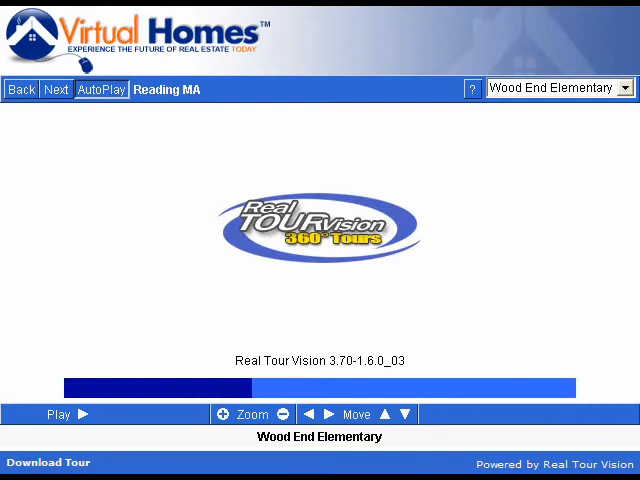 Virtual Homes™
EXPERIENCE THE FUTURE OF REAL ESTATE TODAY
Back Next AutoPlay Reading MA ? Wood End Elementary
Real
TOURVision
360° Tours
Real Tour Vision 3.70-1.6.0_03
Play Zoom Move
Wood End Elementary
Download Tour Powered by Real Tour Vision